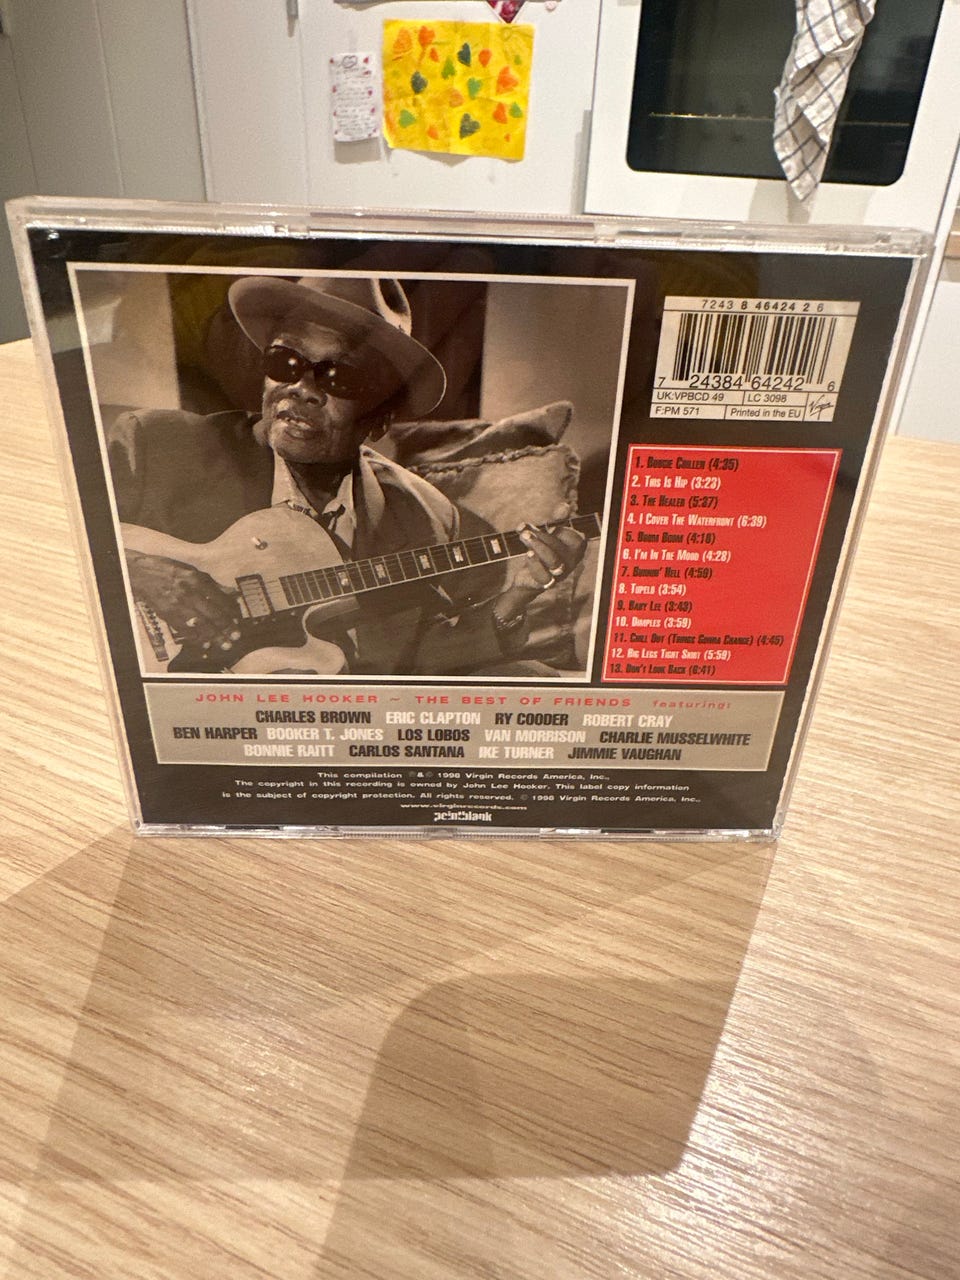 7243 8 46424 2 6
7 24384 64242 6
UK:VPBCD 49 LC 3098
F:PM 571 Printed in the EU Virgin
1. Boogie Chillen (4:35)
2. This Is Hip (3:23)
3. The Healer (5:37)
4. I Cover The Waterfront (6:39)
5. Boom Boom (4:16)
6. I'm In The Mood (4:28)
7. Burnin' Hell (4:59)
8. Tupelo (3:54)
9. Baby Lee (3:43)
10. Dimples (3:59)
11. Chill Out (Things Gonna Change) (4:45)
12. Big Legs Tight Skirt (5:59)
13. Don't Look Back (6:41)
JOHN LEE HOOKER ~ THE BEST OF FRIENDS featuring:
CHARLES BROWN ERIC CLAPTON RY COODER ROBERT CRAY
BEN HARPER BOOKER T. JONES LOS LOBOS VAN MORRISON CHARLIE MUSSELWHITE
BONNIE RAITT CARLOS SANTANA IKE TURNER JIMMIE VAUGHAN
This compilation ℗&© 1998 Virgin Records America, Inc..
The copyright in this recording is owned by John Lee Hooker. This label copy information
is the subject of copyright protection. All rights reserved. © 1998 Virgin Records America, Inc..
www.virginrecords.com
pointblank